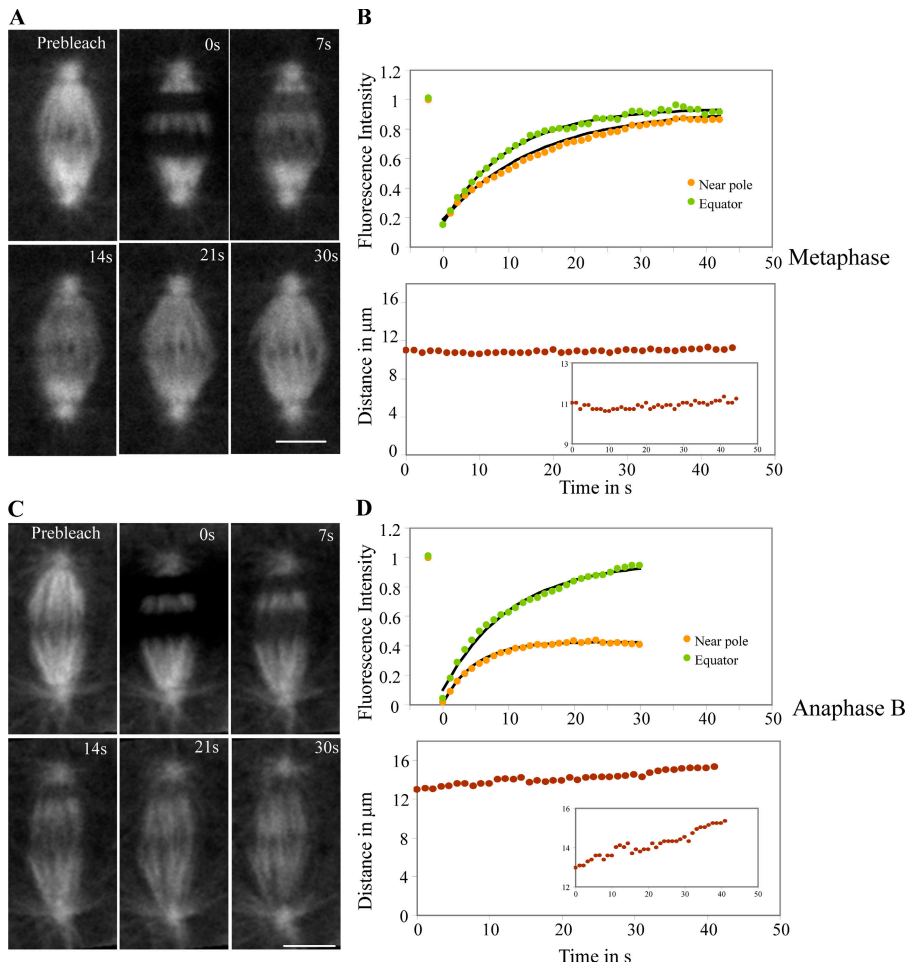 A
Prebleach
0s
7s
14s
21s
30s
B
Fluorescence Intensity
1.2
1
0.8
0.6
0.4
0.2
0
0 10 20 30 40 50
Near pole
Equator
Metaphase
Distance in µm
16
12
8
4
0
0 10 20 30 40 50
Time in s
13
11
9
0 10 20 30 40 50
C
Prebleach
0s
7s
14s
21s
30s
D
Fluorescence Intensity
1.2
1
0.8
0.6
0.4
0.2
0
0 10 20 30 40 50
Near pole
Equator
Anaphase B
Distance in µm
16
12
8
4
0
0 10 20 30 40 50
Time in s
16
14
12
0 10 20 30 40 50